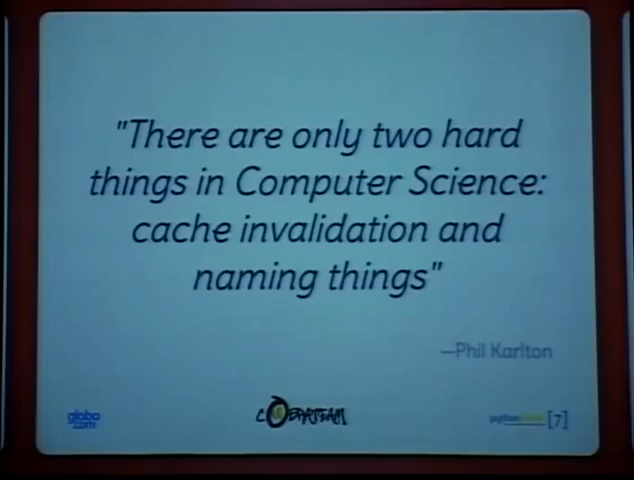 "There are only two hard
things in Computer Science:
cache invalidation and
naming things"
—Phil Karlton
globo
.com
python
[7]